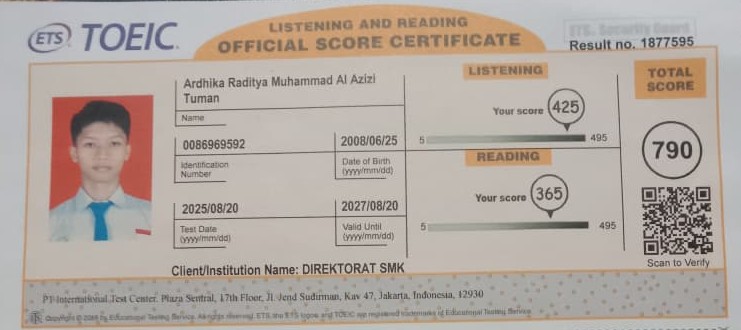 ETS TOEIC.
LISTENING AND READING
OFFICIAL SCORE CERTIFICATE
ETS. Security Guard
Result no. 1877595
Ardhika Raditya Muhammad Al Azizi
Tuman
Name
0086969592
Identification
Number
2008/06/25
Date of Birth
(yyyy/mm/dd)
2025/08/20
Test Date
(yyyy/mm/dd)
2027/08/20
Valid Until
(yyyy/mm/dd)
Client/Institution Name: DIREKTORAT SMK
LISTENING
Your score 425
5 495
READING
Your score 365
5 495
TOTAL
SCORE
790
Scan to Verify
PT International Test Center, Plaza Sentral, 17th Floor, Jl. Jend Sudirman, Kav 47, Jakarta, Indonesia, 12930
Educational Testing Service. All rights reserved. ETS, the ETS logos and TOEIC are registered trademarks of Educational Testing Service